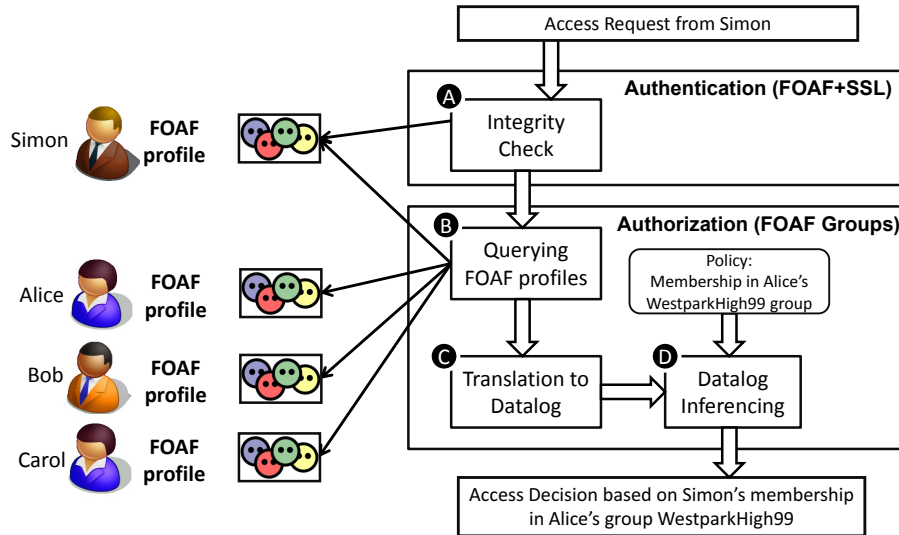 Access Request from Simon
Authentication (FOAF+SSL)
A
Integrity
Check
Simon
FOAF
profile
Authorization (FOAF Groups)
B
Querying
FOAF profiles
Policy:
Membership in Alice's
WestparkHigh99 group
Alice
FOAF
profile
Bob
FOAF
profile
C
Translation to
Datalog
D
Datalog
Inferencing
Carol
FOAF
profile
Access Decision based on Simon's membership
in Alice's group WestparkHigh99